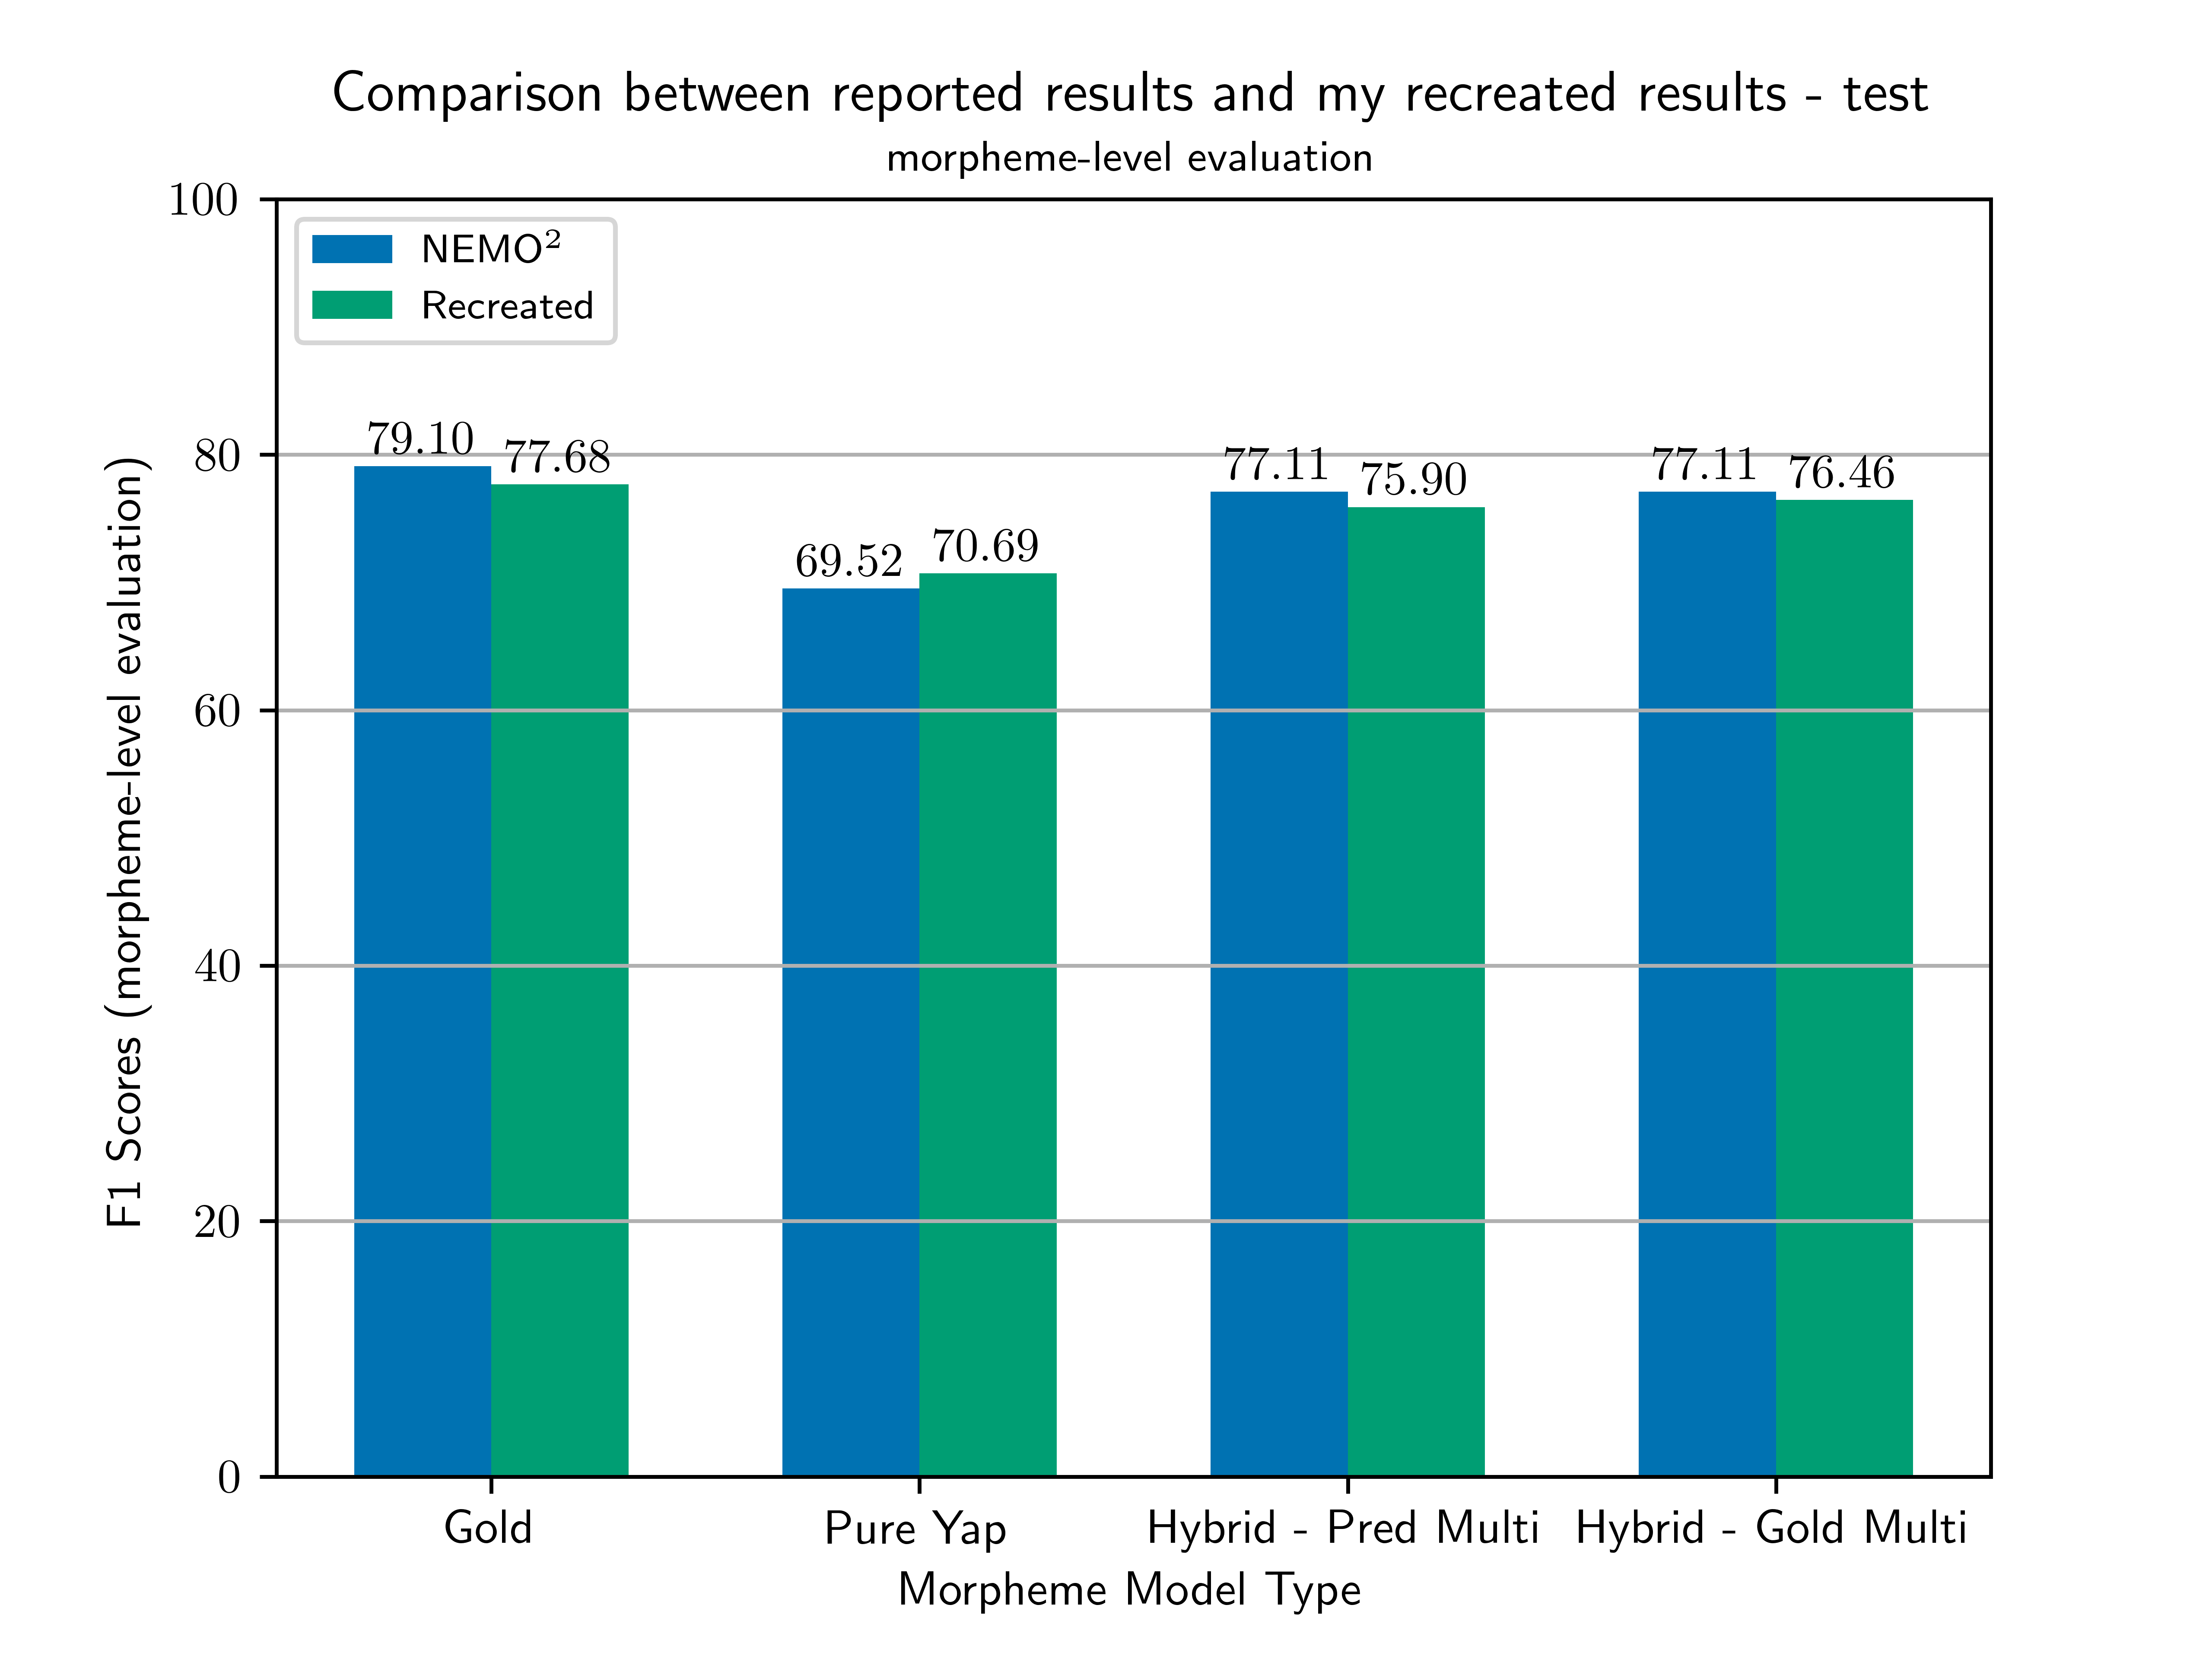 Comparison between reported results and my recreated results - test
morpheme-level evaluation
NEMO²
Recreated
100
80
60
40
20
0
F1 Scores (morpheme-level evaluation)
79.10
77.68
69.52
70.69
77.11
75.90
77.11
76.46
Gold
Pure Yap
Hybrid - Pred Multi
Hybrid - Gold Multi
Morpheme Model Type